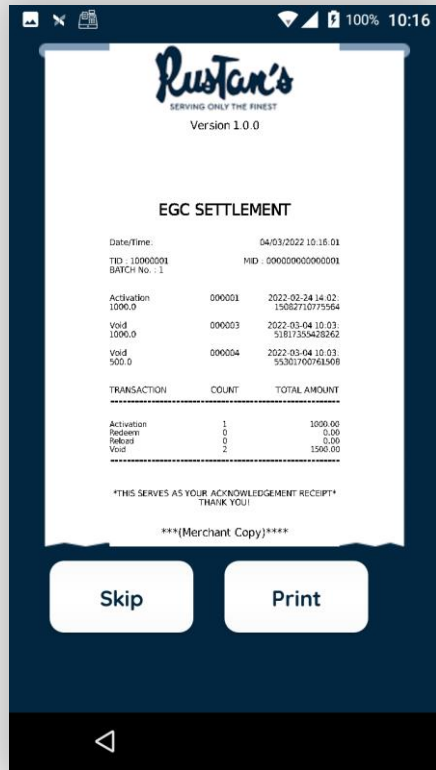 100% 10:16
Rustan's
SERVING ONLY THE FINEST
Version 1.0.0
EGC SETTLEMENT
Date/Time: 04/03/2022 10:16:01
TID : 10000001 MID : 000000000000001
BATCH No. : 1
Activation 000001 2022-02-24 14:02:
1000.0 15082710775564
Void 000003 2022-03-04 10:03:
1000.0 51817355428262
Void 000004 2022-03-04 10:03:
500.0 55301700761508
TRANSACTION COUNT TOTAL AMOUNT
Activation 1 1000.00
Redeem 0 0.00
Reload 0 0.00
Void 2 1500.00
*THIS SERVES AS YOUR ACKNOWLEDGEMENT RECEIPT*
THANK YOU!
***(Merchant Copy)****
Skip Print